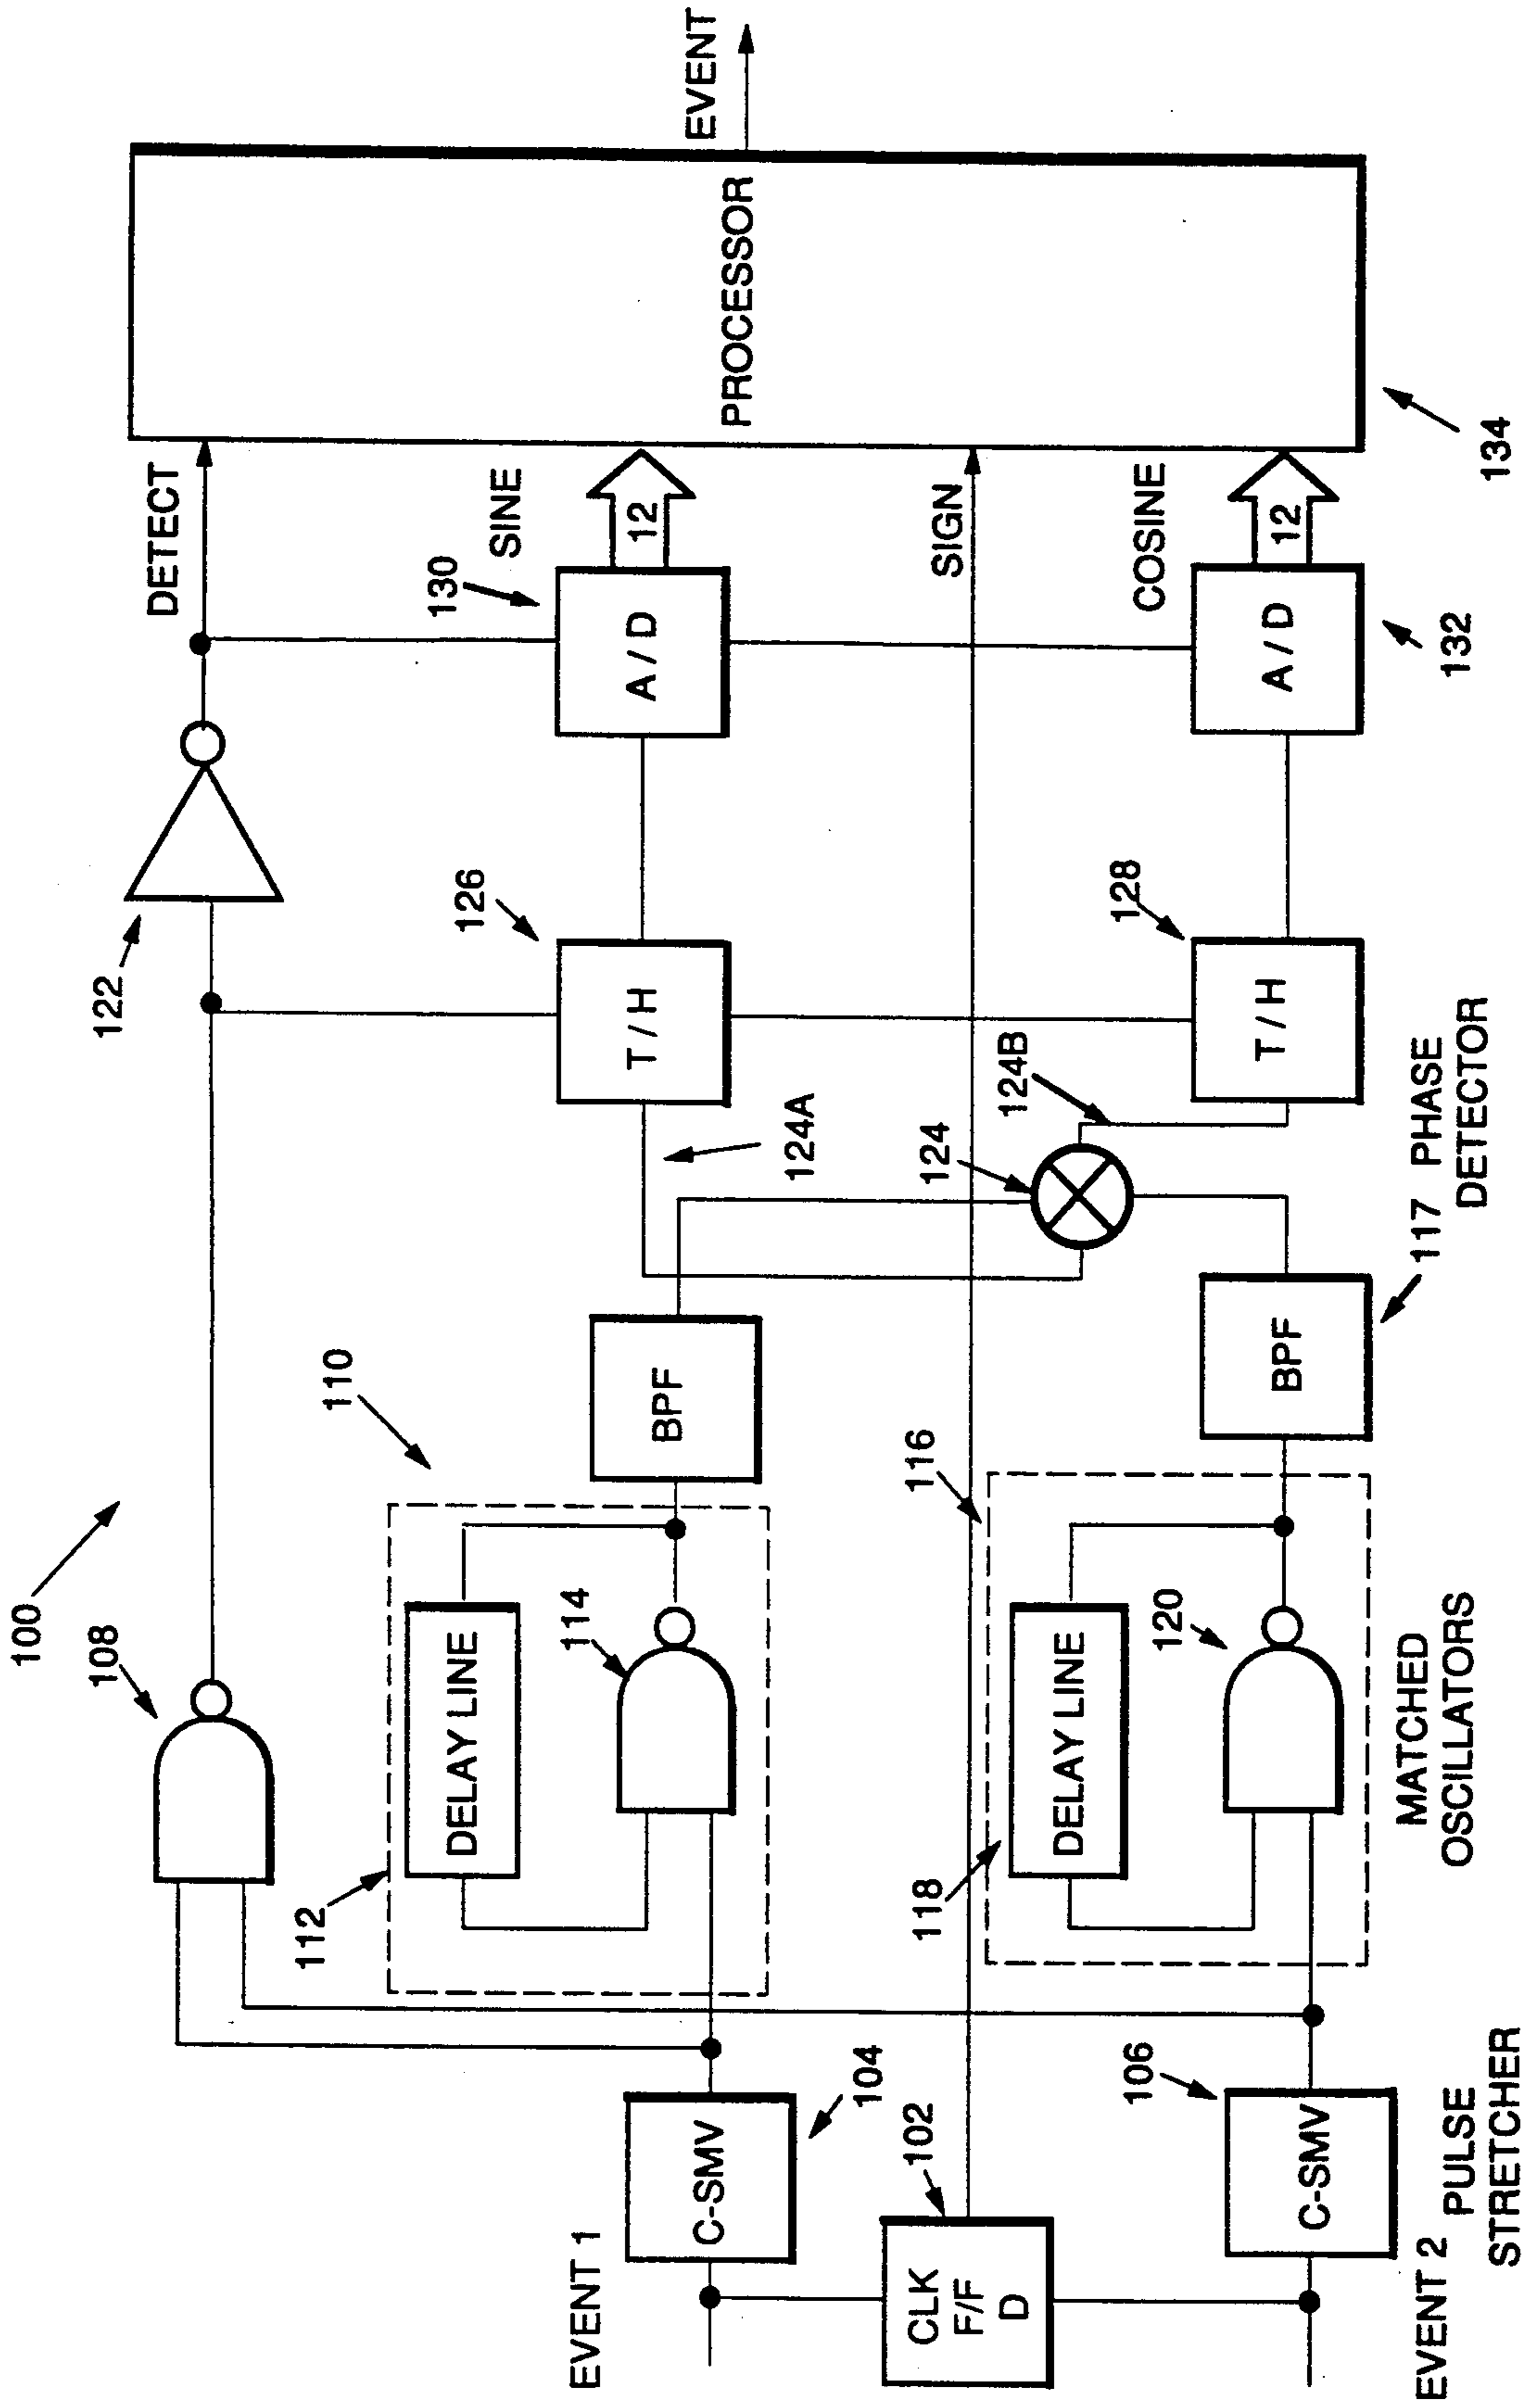 100
108
122
DETECT
EVENT
110
112
DELAY LINE
114
BPF
126
T / H
124A
130
A / D
SINE
12
PROCESSOR
EVENT 1
C-SMV
104
102
CLK
F/F
D
SIGN
116
118
DELAY LINE
120
124
124B
128
T / H
A / D
COSINE
12
132
134
106
C-SMV
BPF
117 PHASE
DETECTOR
EVENT 2
PULSE
STRETCHER
MATCHED
OSCILLATORS